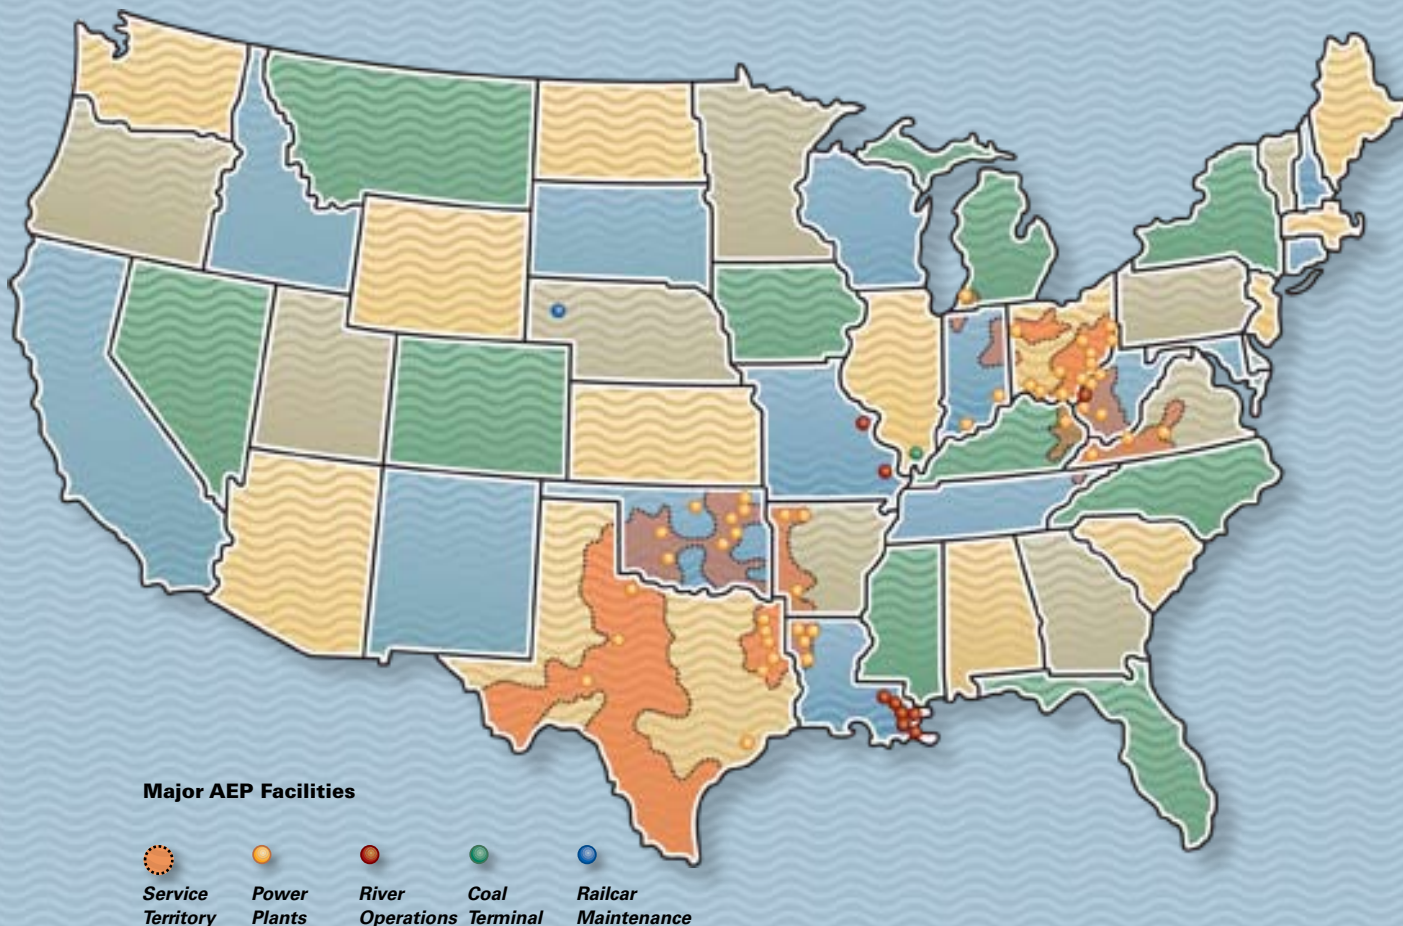 Major AEP Facilities
Service Territory
Power Plants
River Operations
Coal Terminal
Railcar Maintenance